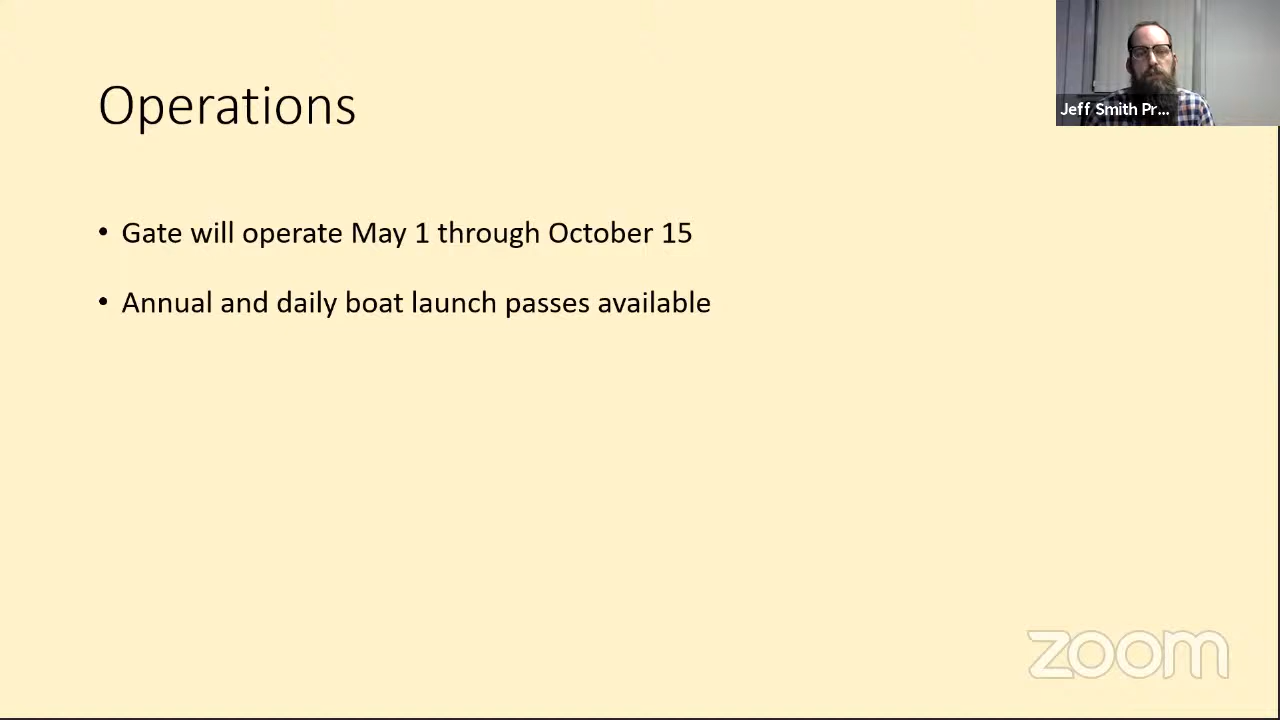 Operations
Jeff Smith Pr...
• Gate will operate May 1 through October 15
• Annual and daily boat launch passes available
zoom